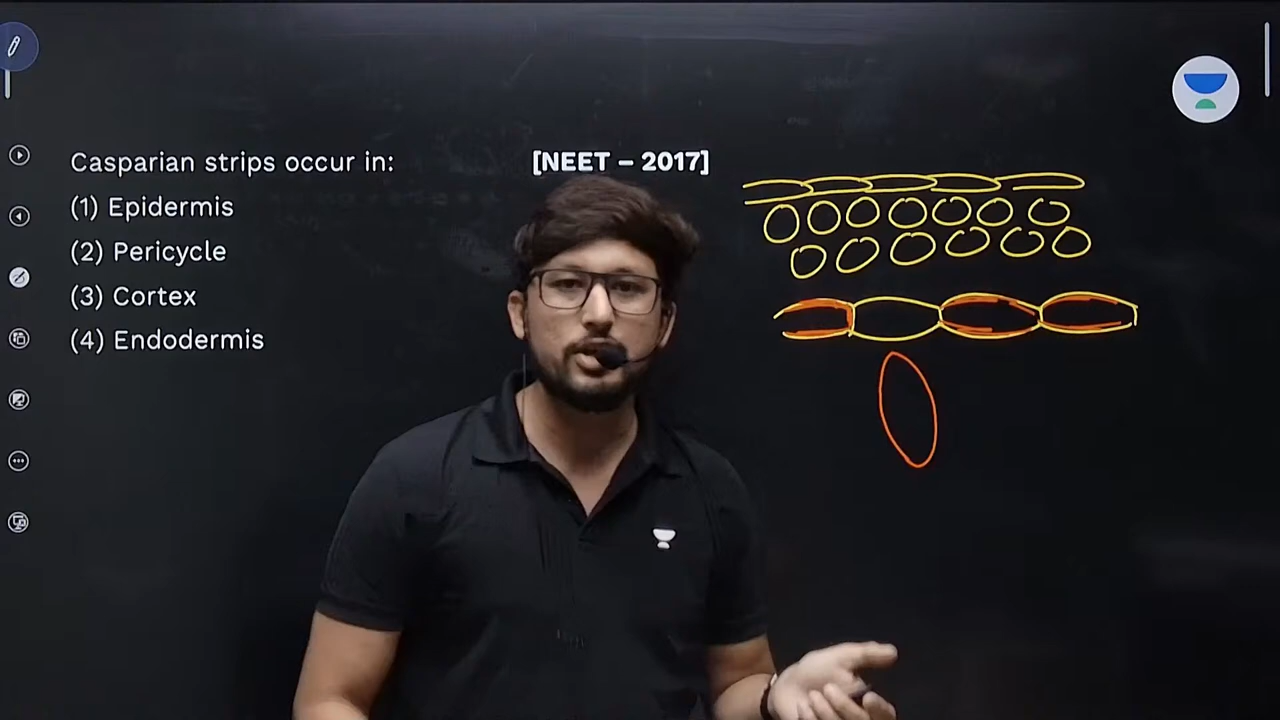 Casparian strips occur in: [NEET – 2017]
(1) Epidermis
(2) Pericycle
(3) Cortex
(4) Endodermis